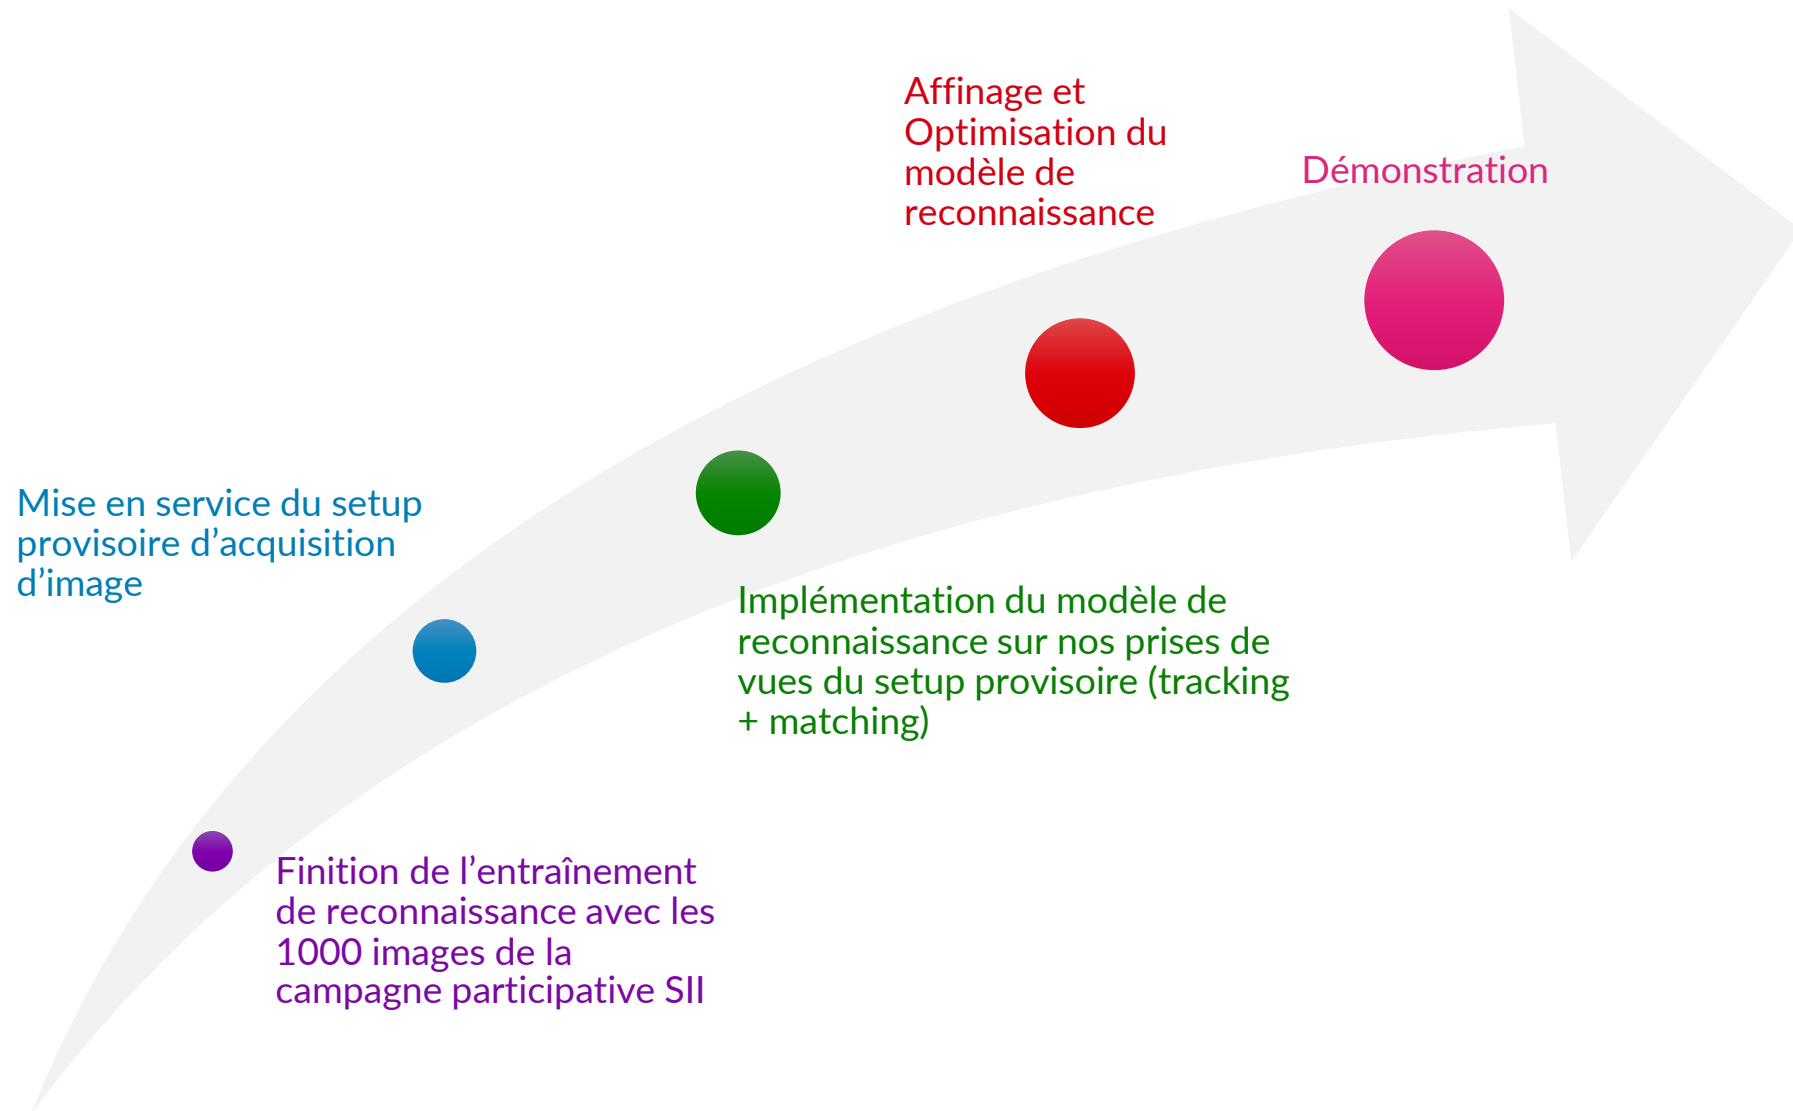 Affinage et
Optimisation du
modèle de
reconnaissance
Démonstration
Mise en service du setup
provisoire d’acquisition
d’image
Implémentation du modèle de
reconnaissance sur nos prises de
vues du setup provisoire (tracking
+ matching)
Finition de l’entraînement
de reconnaissance avec les
1000 images de la
campagne participative SII